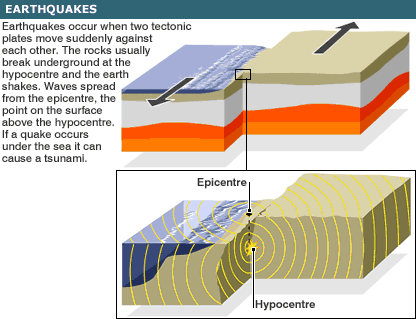 EARTHQUAKES
Earthquakes occur when two tectonic
plates move suddenly against
each other. The rocks usually
break underground at the
hypocentre and the earth
shakes. Waves spread
from the epicentre, the
point on the surface
above the hypocentre.
If a quake occurs
under the sea it can
cause a tsunami.
Epicentre
Hypocentre